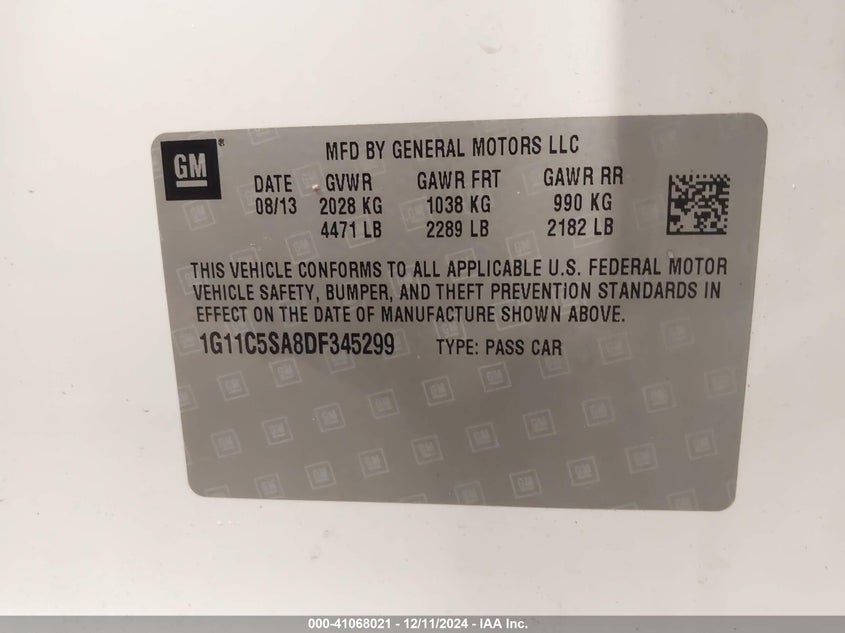 GM
MFD BY GENERAL MOTORS LLC
DATE GVWR GAWR FRT GAWR RR
08/13 2028 KG 1038 KG 990 KG
4471 LB 2289 LB 2182 LB
THIS VEHICLE CONFORMS TO ALL APPLICABLE U.S. FEDERAL MOTOR
VEHICLE SAFETY, BUMPER, AND THEFT PREVENTION STANDARDS IN
EFFECT ON THE DATE OF MANUFACTURE SHOWN ABOVE.
1G11C5SA8DF345299 TYPE: PASS CAR
000-41068021 - 12/11/2024 - IAA Inc.